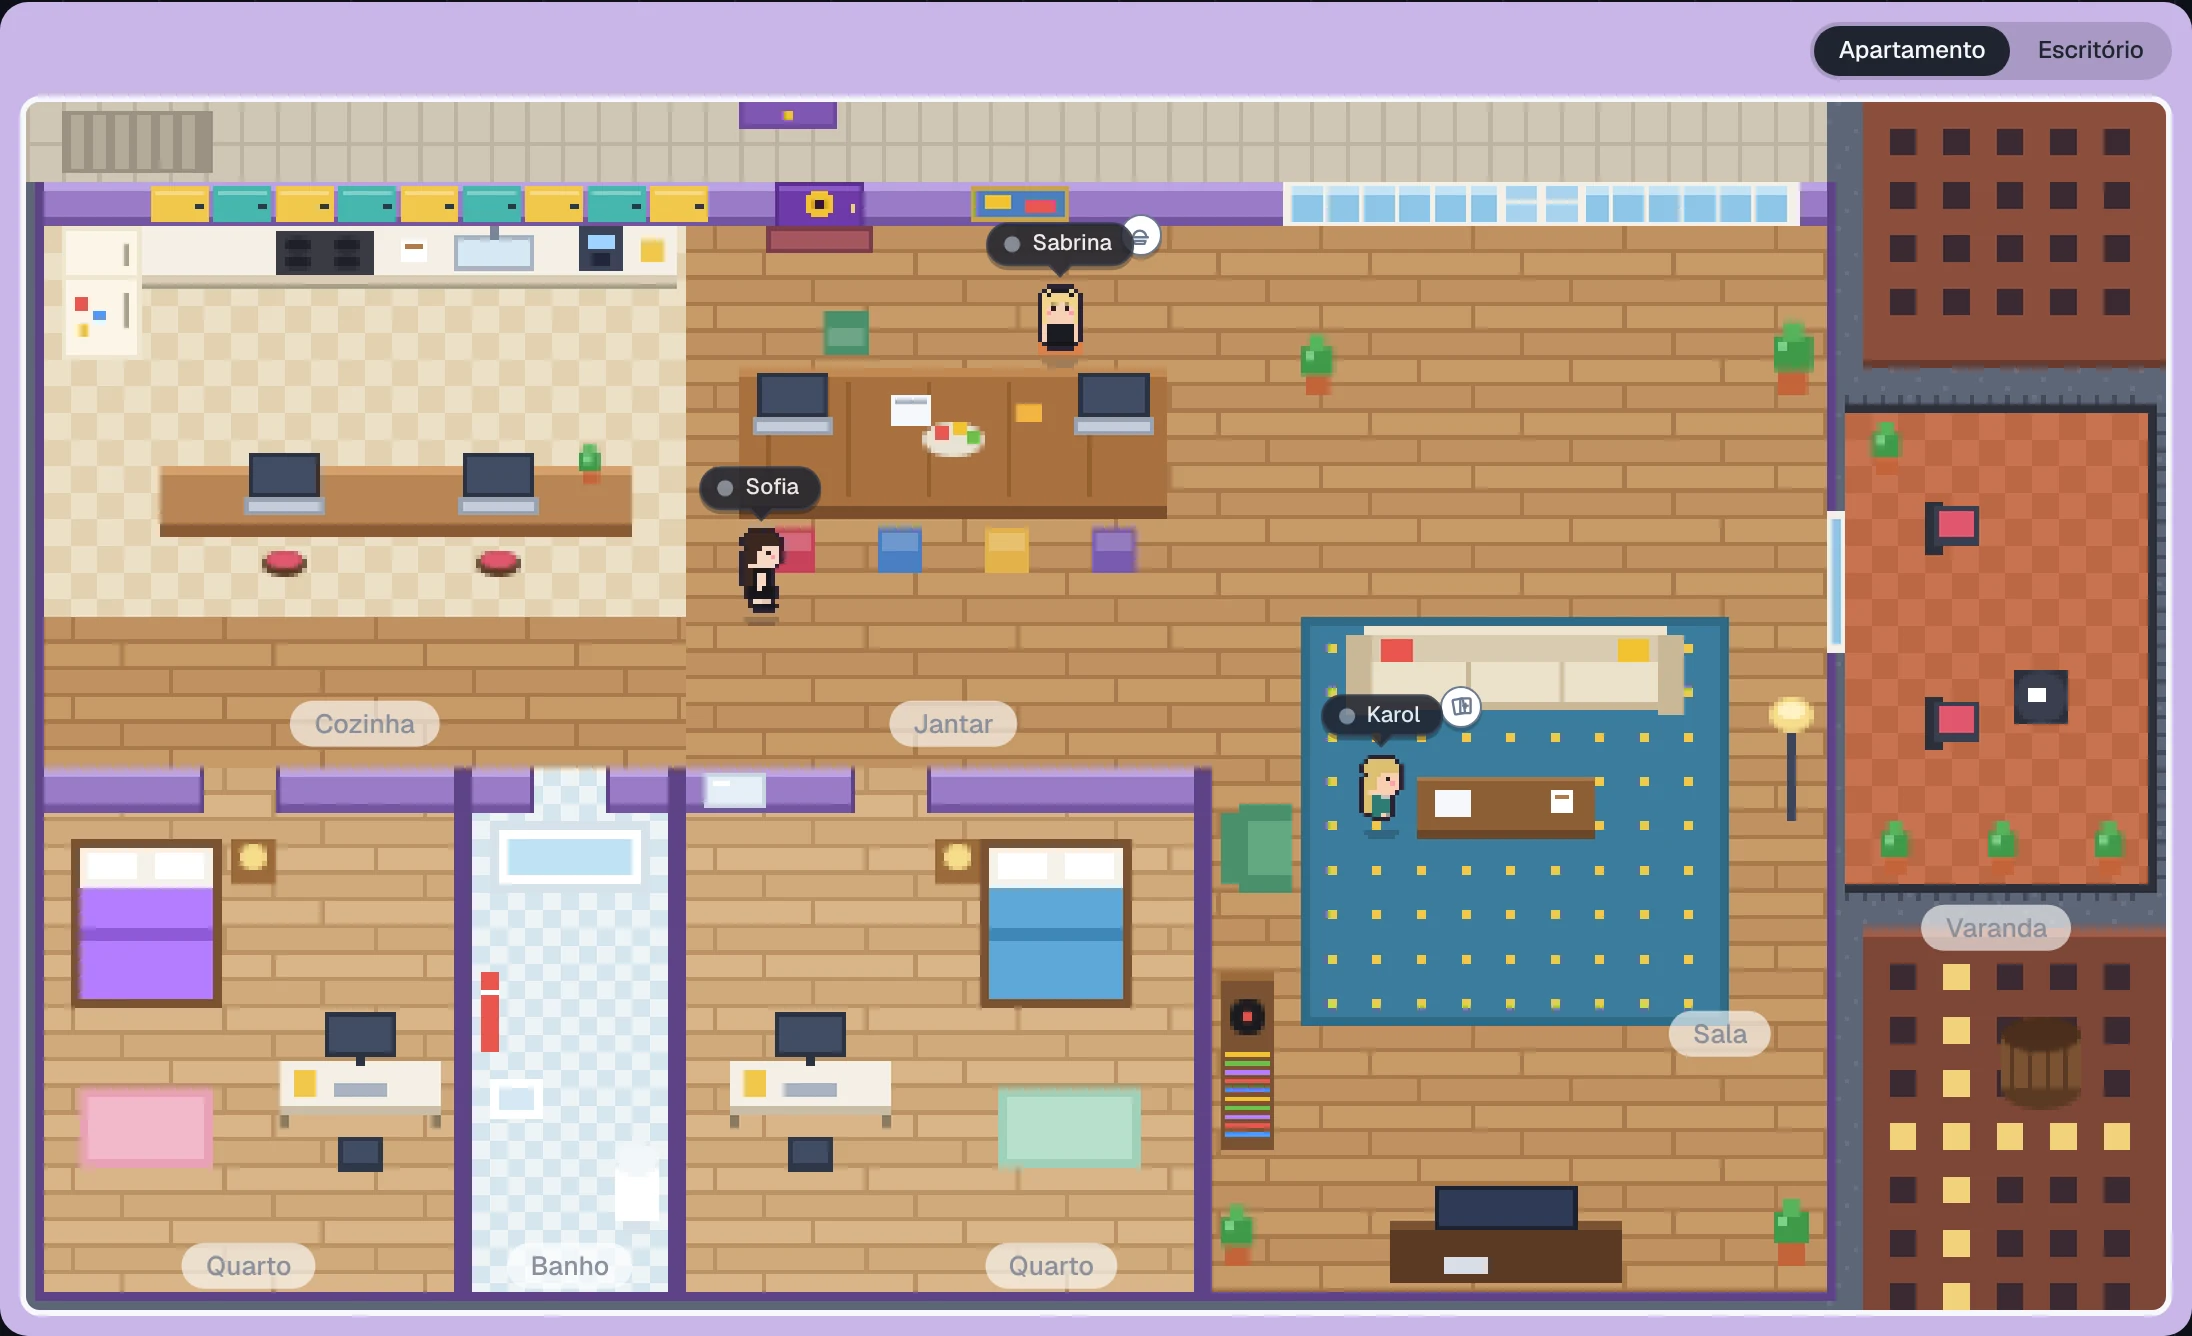 Apartamento
Escritório
Sabrina
Sofia
Karol
Cozinha
Jantar
Varanda
Sala
Quarto
Banho
Quarto